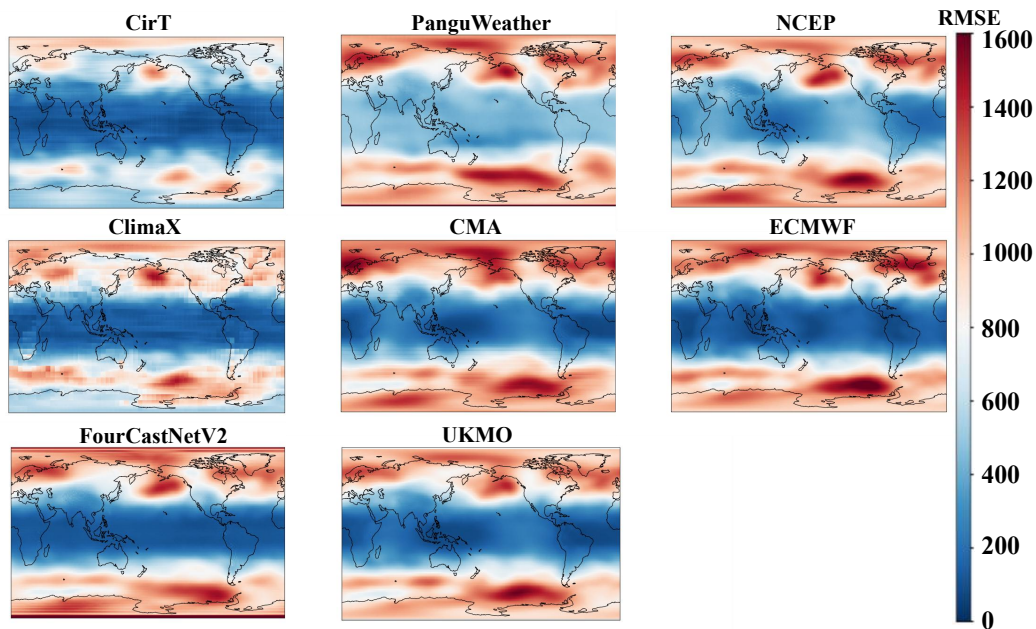 CirT
PanguWeather
NCEP
RMSE
ClimaX
CMA
ECMWF
FourCastNetV2
UKMO
1600
1400
1200
1000
800
600
400
200
0